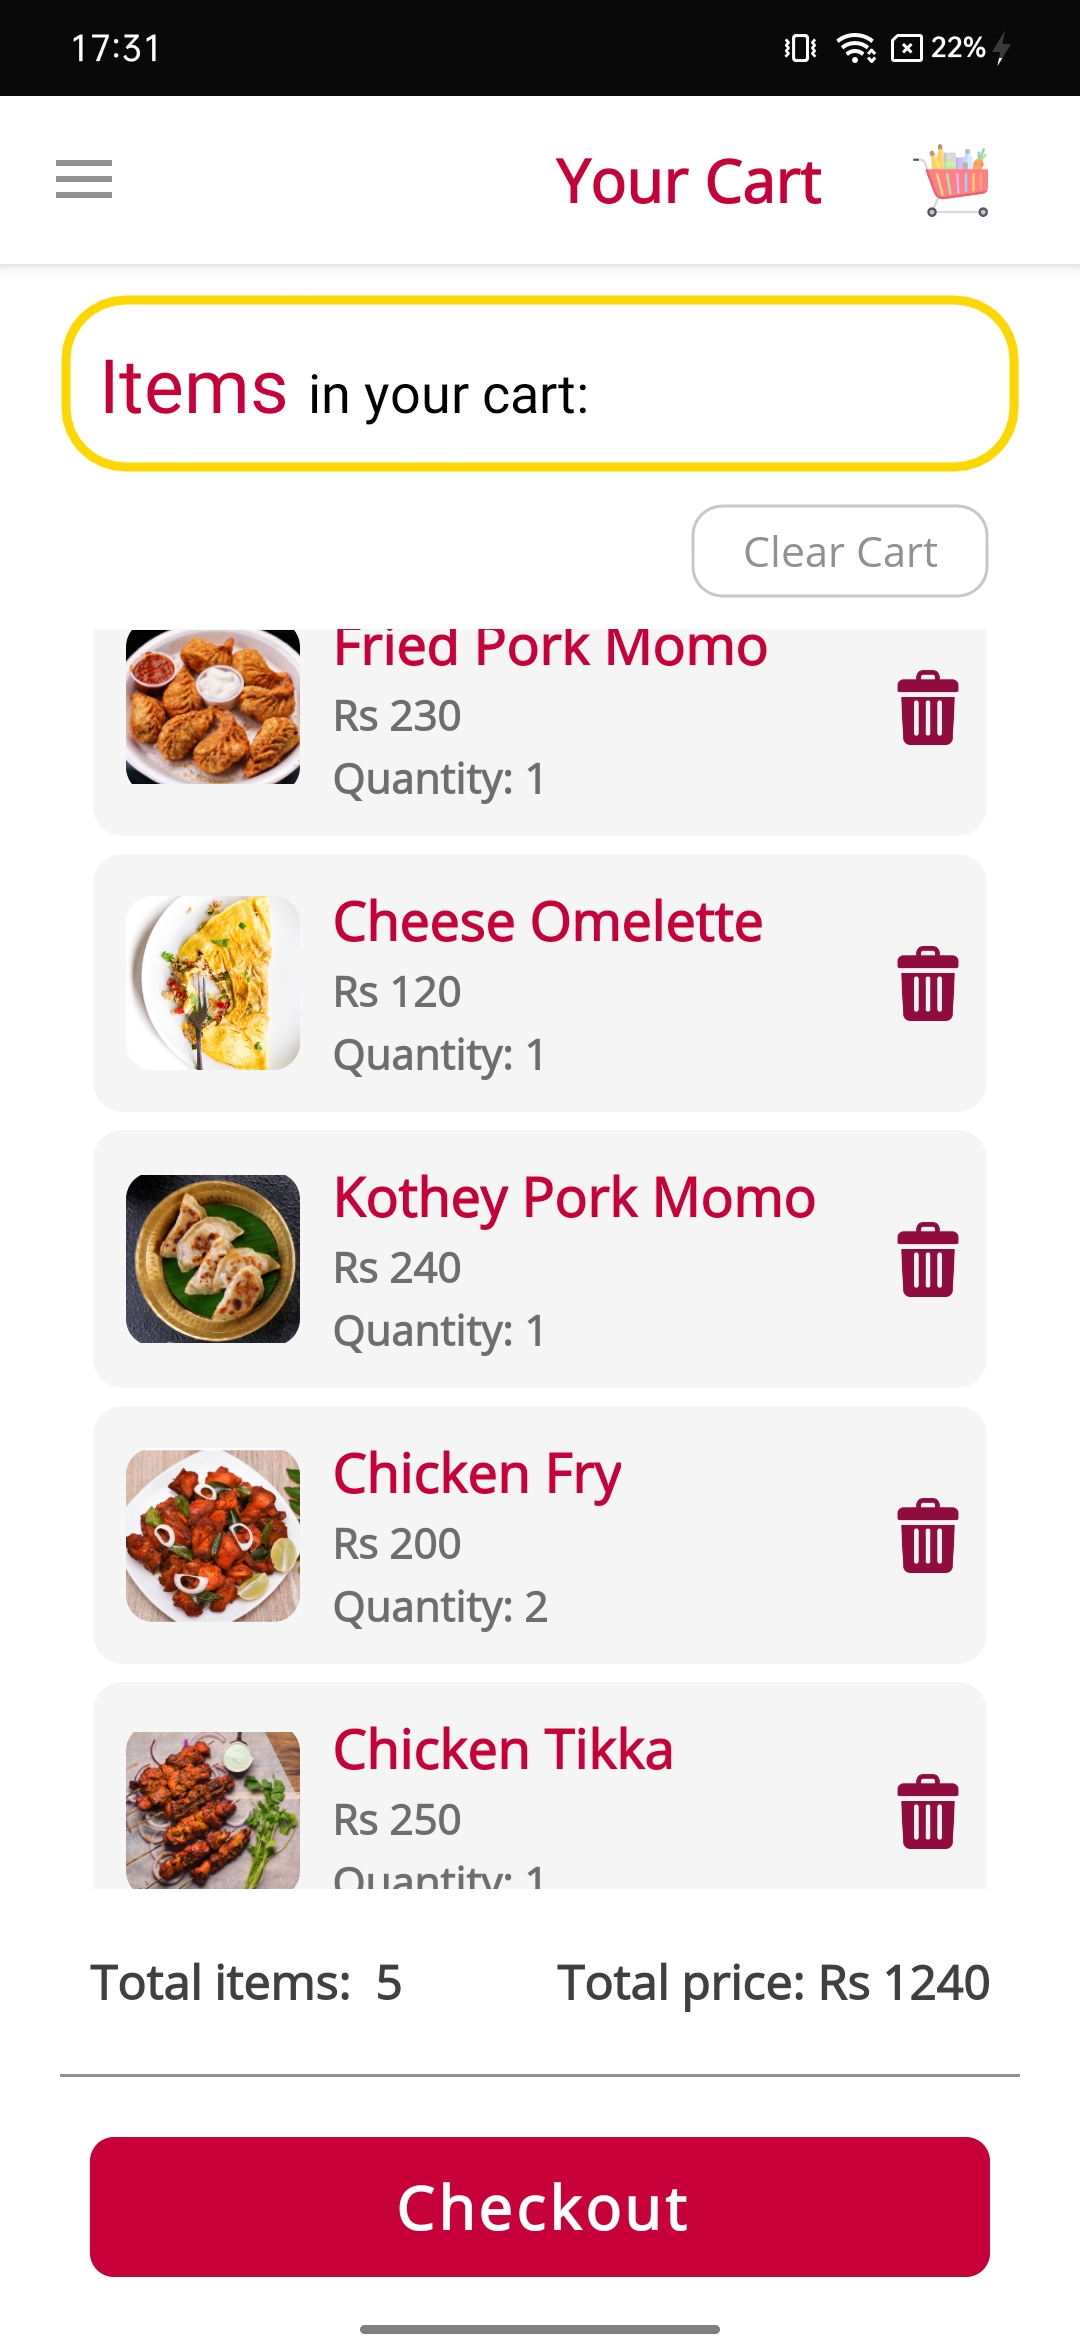 17:31
22%
Your Cart
Items in your cart:
Clear Cart
Fried Pork Momo
Rs 230
Quantity: 1
Cheese Omelette
Rs 120
Quantity: 1
Kothey Pork Momo
Rs 240
Quantity: 1
Chicken Fry
Rs 200
Quantity: 2
Chicken Tikka
Rs 250
Quantity: 1
Total items: 5
Total price: Rs 1240
Checkout